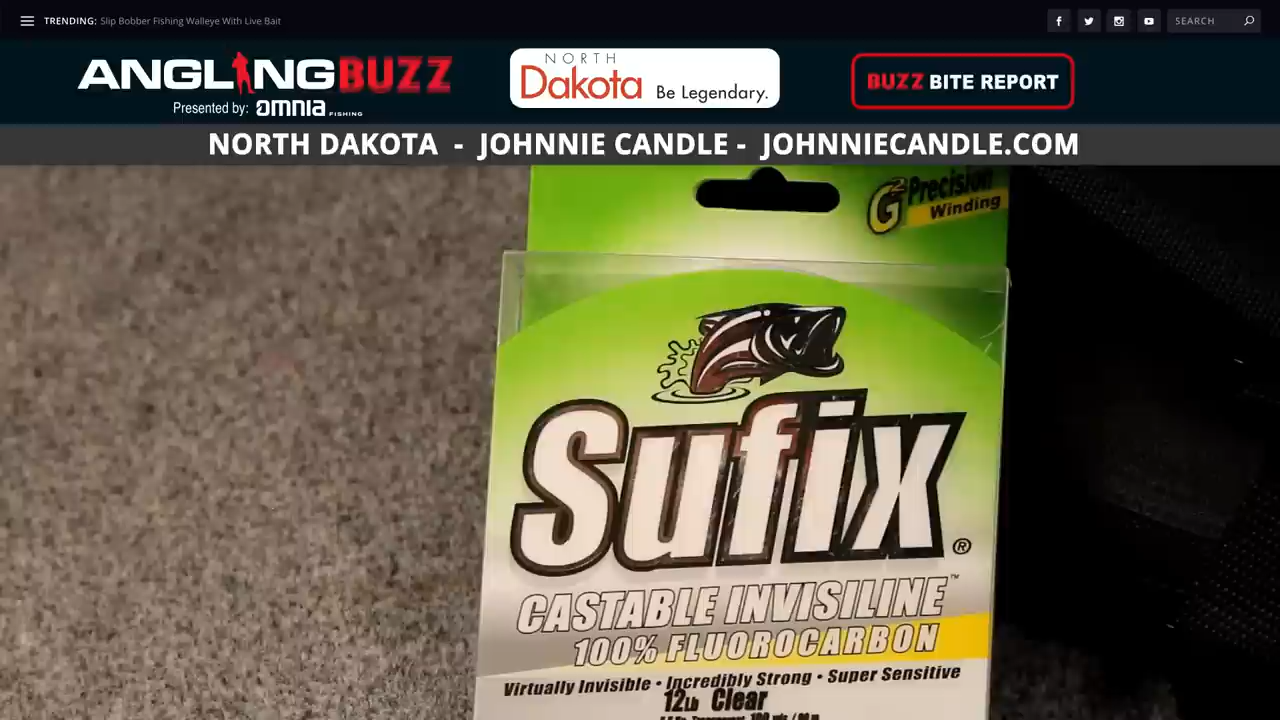 TRENDING: Slip Bobber Fishing Walleye With Live Bait
SEARCH
ANGLINGBUZZ
Presented by: OMNIA FISHING
NORTH
Dakota Be Legendary.
BUZZ BITE REPORT
NORTH DAKOTA - JOHNNIE CANDLE - JOHNNIECANDLE.COM
G2 Precision
Winding
Sufix®
CASTABLE INVISILINE™
100% FLUOROCARBON
Virtually Invisible • Incredibly Strong • Super Sensitive
12Lb Clear